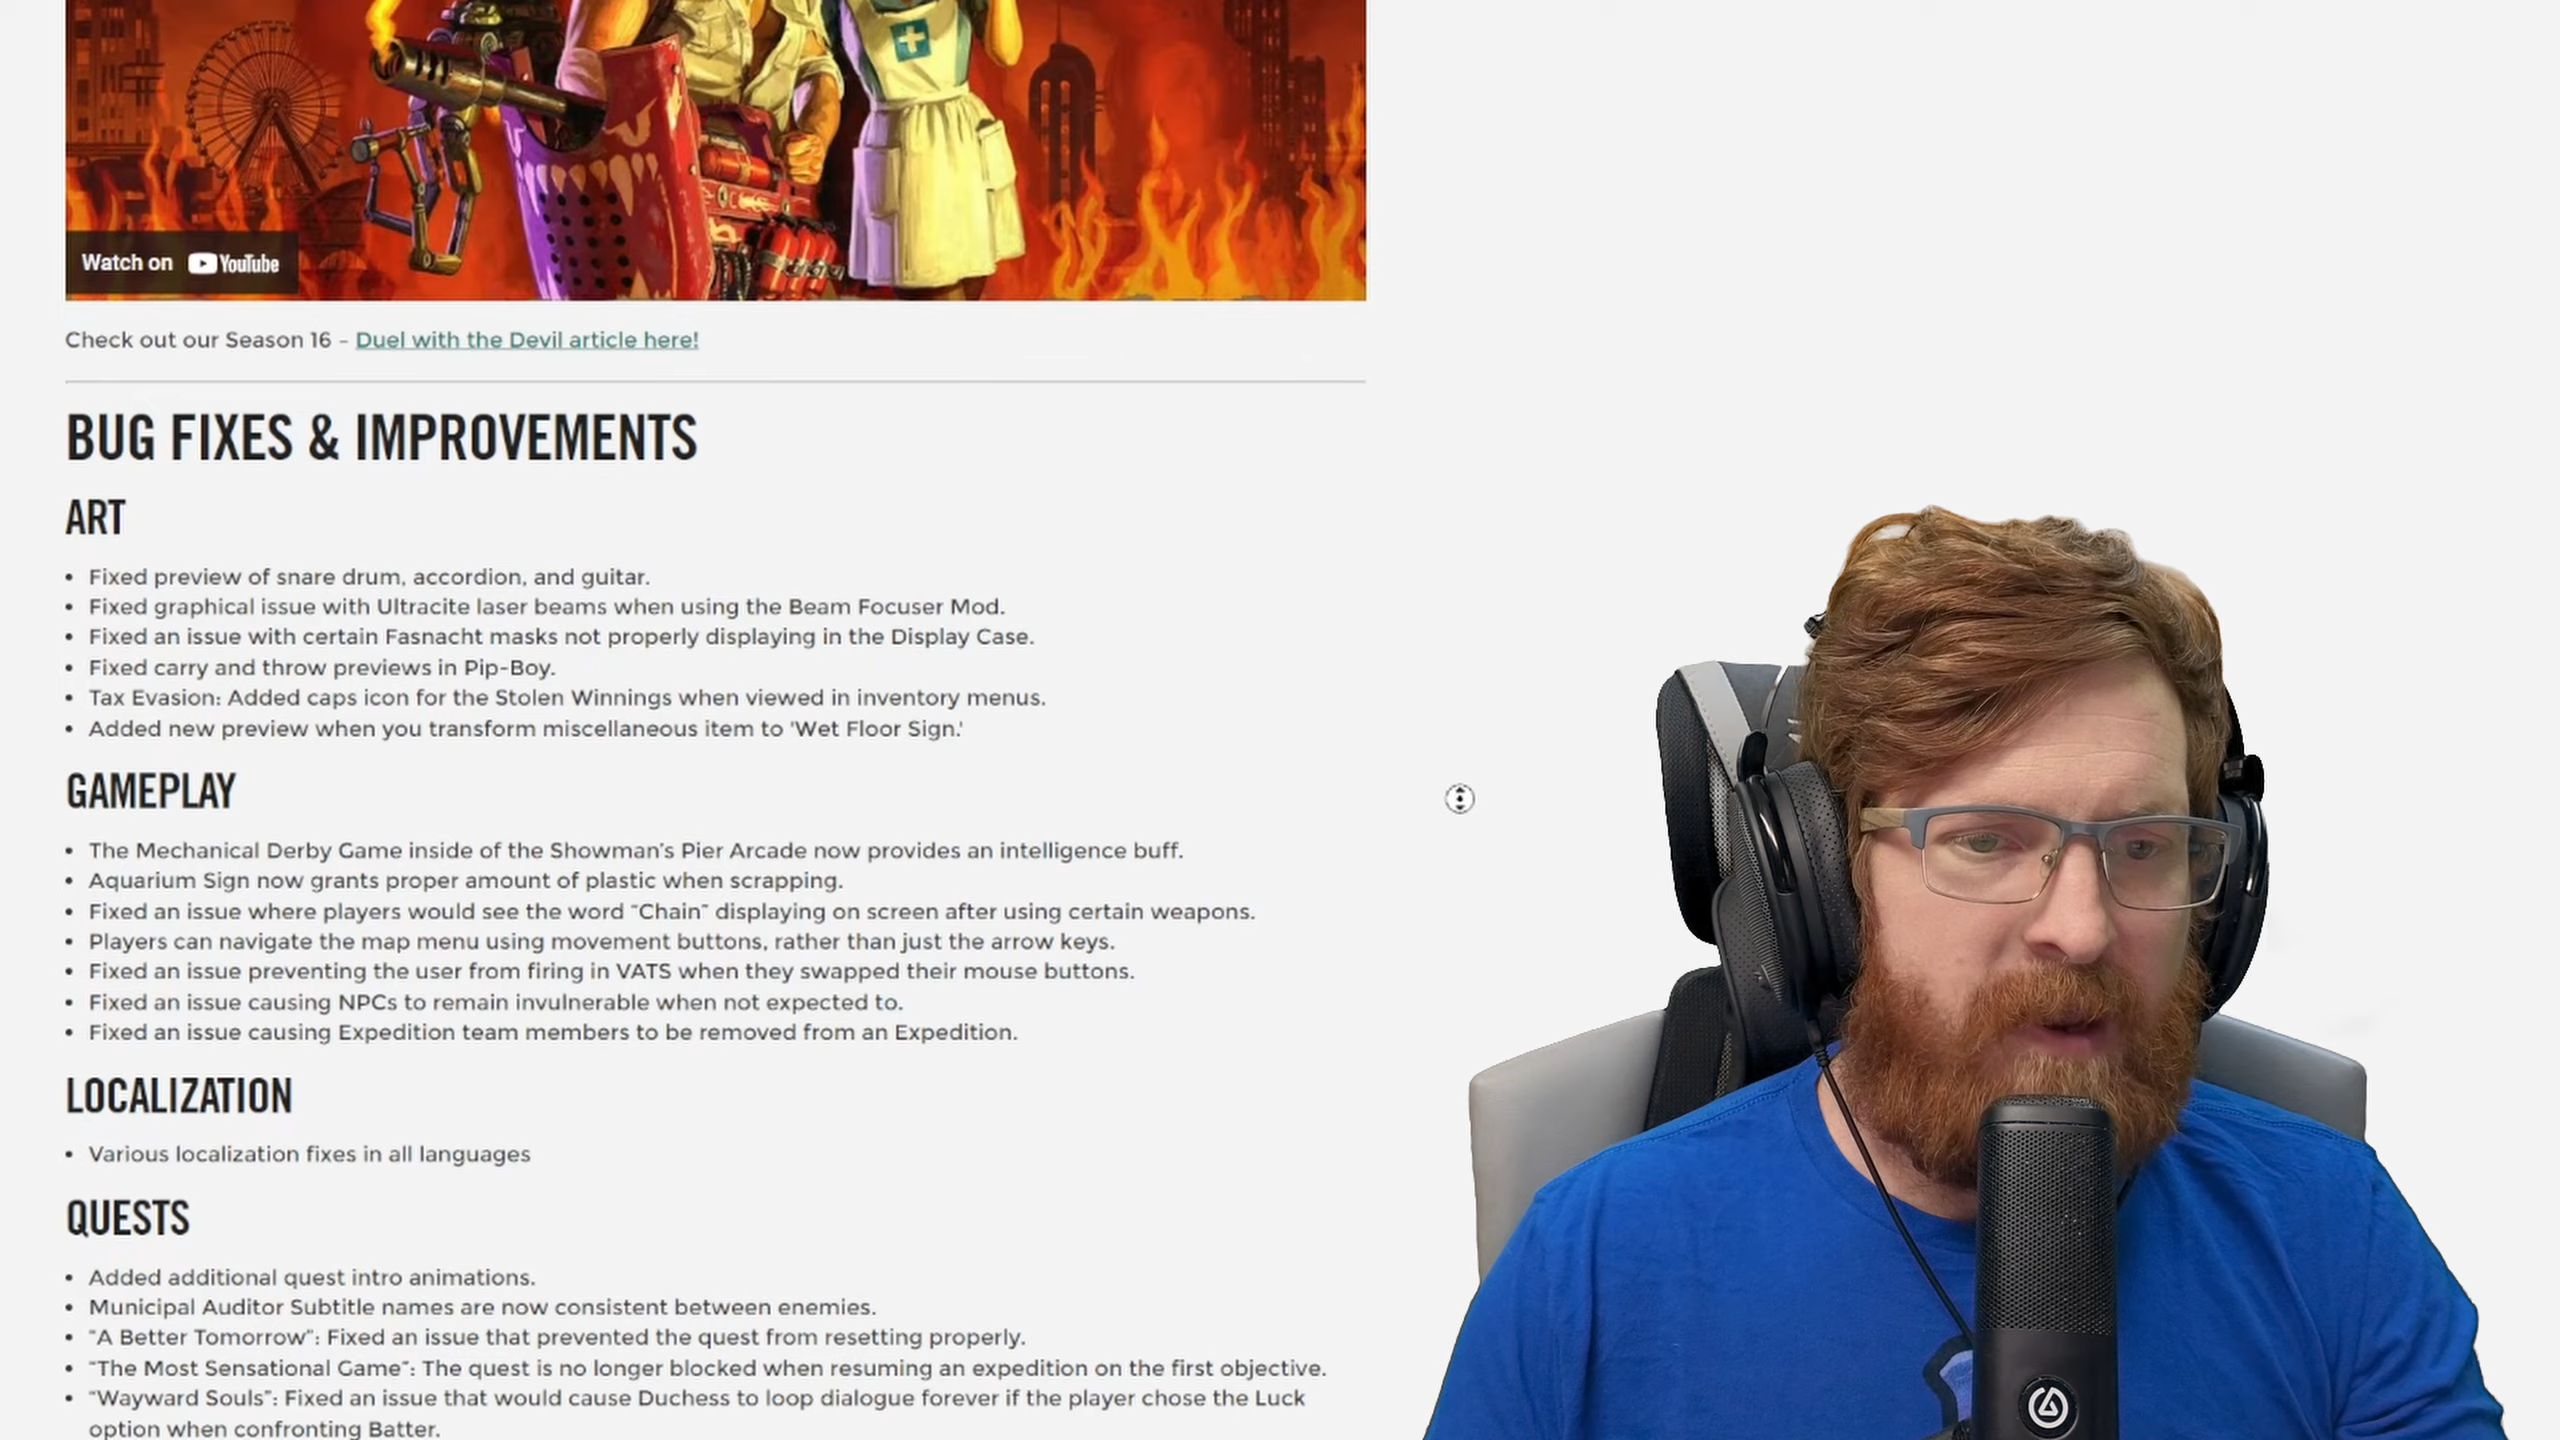 Watch on YouTube
Check out our Season 16 – Duel with the Devil article here!
BUG FIXES & IMPROVEMENTS
ART
• Fixed preview of snare drum, accordion, and guitar.
• Fixed graphical issue with Ultracite laser beams when using the Beam Focuser Mod.
• Fixed an issue with certain Fasnacht masks not properly displaying in the Display Case.
• Fixed carry and throw previews in Pip-Boy.
• Tax Evasion: Added caps icon for the Stolen Winnings when viewed in inventory menus.
• Added new preview when you transform miscellaneous item to 'Wet Floor Sign.'
GAMEPLAY
• The Mechanical Derby Game inside of the Showman's Pier Arcade now provides an intelligence buff.
• Aquarium Sign now grants proper amount of plastic when scrapping.
• Fixed an issue where players would see the word “Chain” displaying on screen after using certain weapons.
• Players can navigate the map menu using movement buttons, rather than just the arrow keys.
• Fixed an issue preventing the user from firing in VATS when they swapped their mouse buttons.
• Fixed an issue causing NPCs to remain invulnerable when not expected to.
• Fixed an issue causing Expedition team members to be removed from an Expedition.
LOCALIZATION
• Various localization fixes in all languages
QUESTS
• Added additional quest intro animations.
• Municipal Auditor Subtitle names are now consistent between enemies.
• “A Better Tomorrow”: Fixed an issue that prevented the quest from resetting properly.
• “The Most Sensational Game”: The quest is no longer blocked when resuming an expedition on the first objective.
• “Wayward Souls”: Fixed an issue that would cause Duchess to loop dialogue forever if the player chose the Luck
option when confronting Batter.